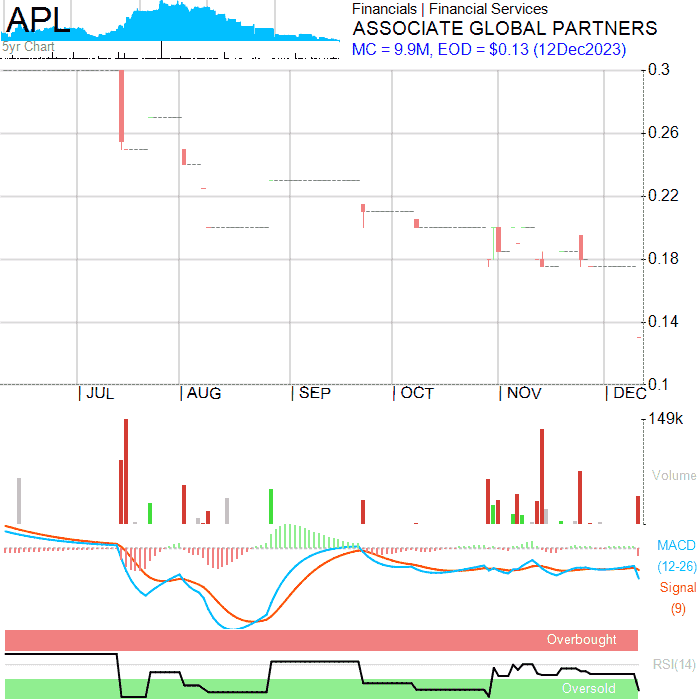 APL
5yr Chart
Financials | Financial Services
ASSOCIATE GLOBAL PARTNERS
MC = 9.9M, EOD = $0.13 (12Dec2023)
0.3
0.26
0.22
0.18
0.14
0.1
| JUL | AUG | SEP | OCT | NOV | DEC
149k
Volume
MACD
(12-26)
Signal
(9)
Overbought
RSI(14)
Oversold